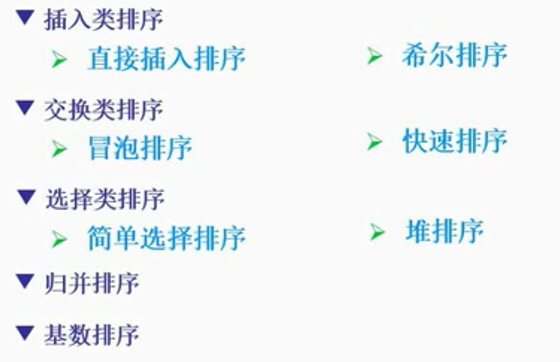 ▼ 插入类排序
➢ 直接插入排序 ➢ 希尔排序
▼ 交换类排序
➢ 冒泡排序 ➢ 快速排序
▼ 选择类排序
➢ 简单选择排序 ➢ 堆排序
▼ 归并排序
▼ 基数排序